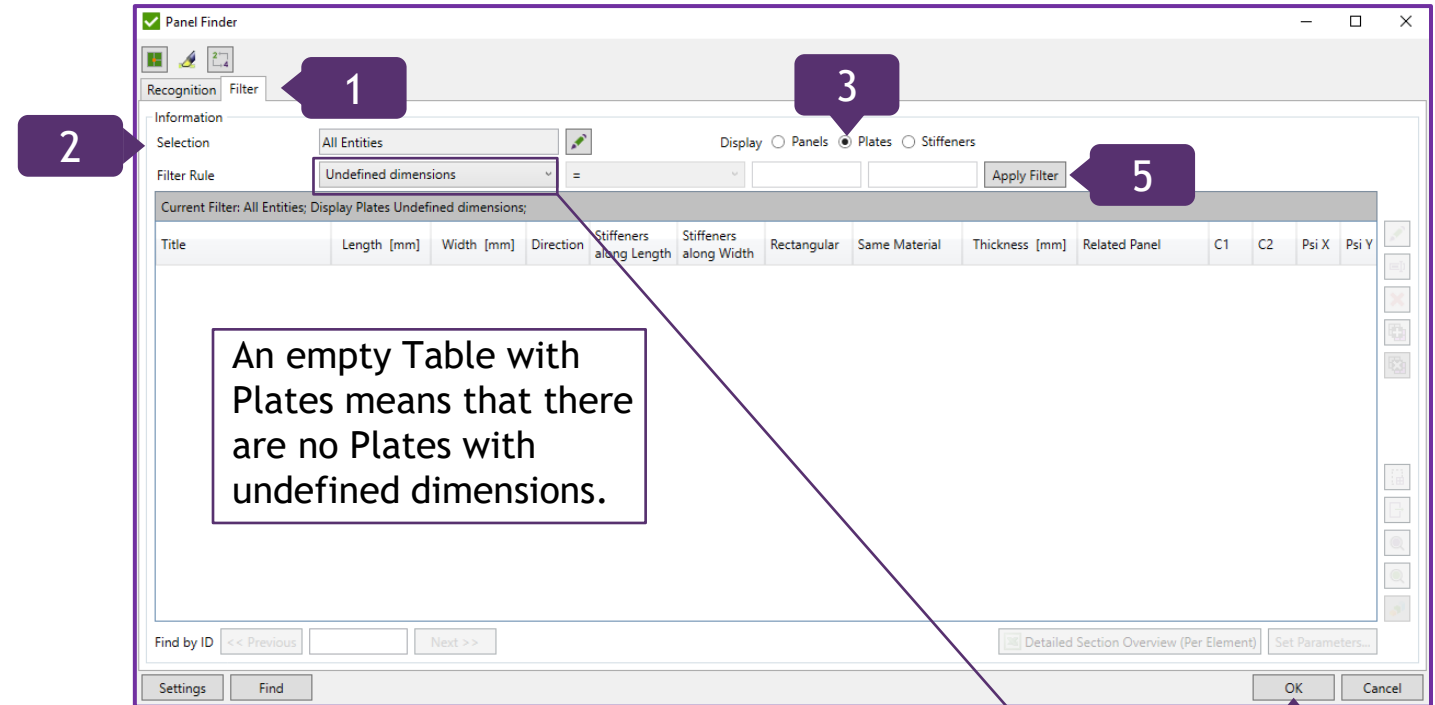 Panel Finder
Recognition Filter
1
3
Information
2
Selection All Entities Display Panels Plates Stiffeners
Filter Rule Undefined dimensions = Apply Filter
5
Current Filter: All Entities; Display Plates Undefined dimensions;
Title Length [mm] Width [mm] Direction Stiffeners along Length Stiffeners along Width Rectangular Same Material Thickness [mm] Related Panel C1 C2 Psi X Psi Y
An empty Table with
Plates means that there
are no Plates with
undefined dimensions.
Find by ID << Previous Next >> Detailed Section Overview (Per Element) Set Parameters...
Settings Find OK Cancel